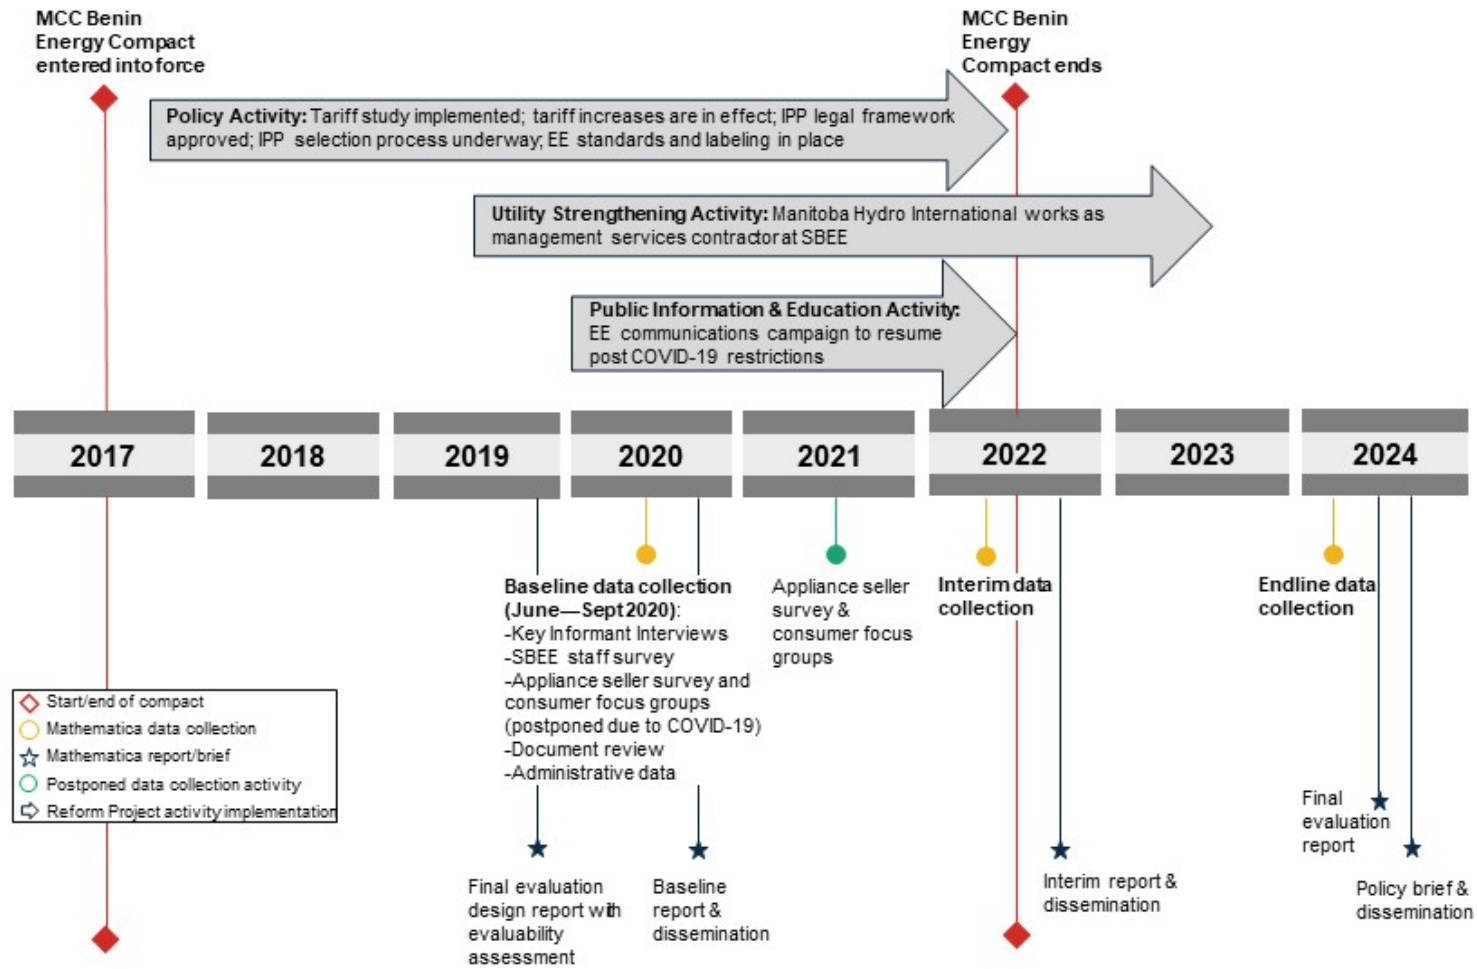 MCC Benin
Energy Compact
entered into force
MCC Benin
Energy
Compact ends
Policy Activity: Tariff study implemented; tariff increases are in effect; IPP legal framework
approved; IPP selection process underway; EE standards and labeling in place
Utility Strengthening Activity: Manitoba Hydro International works as
management services contractor at SBEE
Public Information & Education Activity:
EE communications campaign to resume
post COVID-19 restrictions
2017
2018
2019
2020
2021
2022
2023
2024
Baseline data collection
(June—Sept 2020):
-Key Informant Interviews
-SBEE staff survey
-Appliance seller survey and
consumer focus groups
(postponed due to COVID-19)
-Document review
-Administrative data
Appliance seller
survey &
consumer focus
groups
Interim data
collection
Endline data
collection
Start/end of compact
Mathematica data collection
Mathematica report/brief
Postponed data collection activity
Reform Project activity implementation
Final evaluation
design report with
evaluability
assessment
Baseline
report &
dissemination
Interim report &
dissemination
Final
evaluation
report
Policy brief &
dissemination